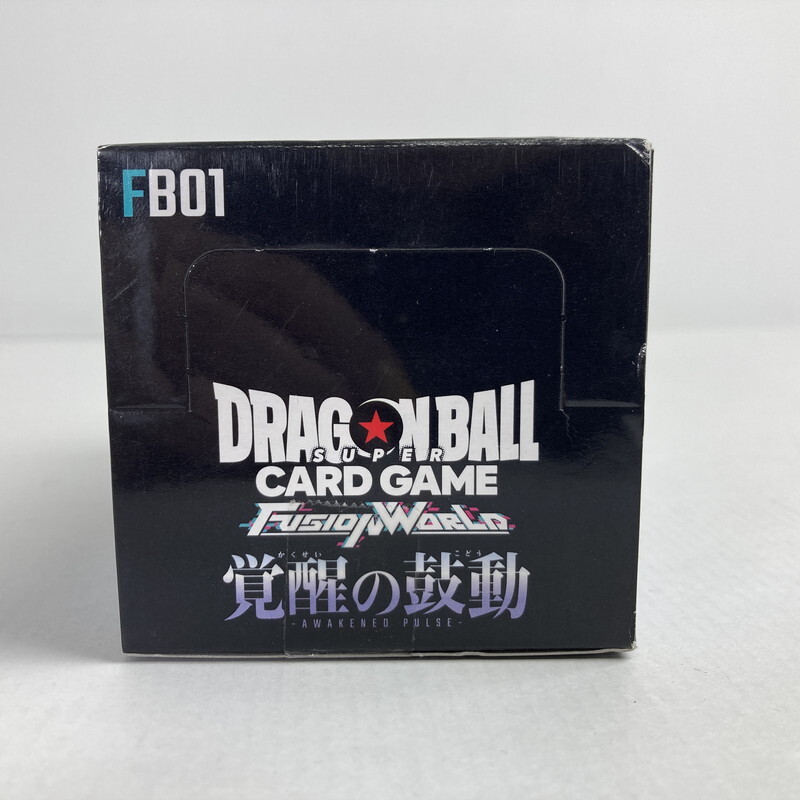 FB01
DRAGON BALL
SUPER
CARD GAME
FUSION WORLD
かくせい こどう
覚醒の鼓動
-AWAKENED PULSE-